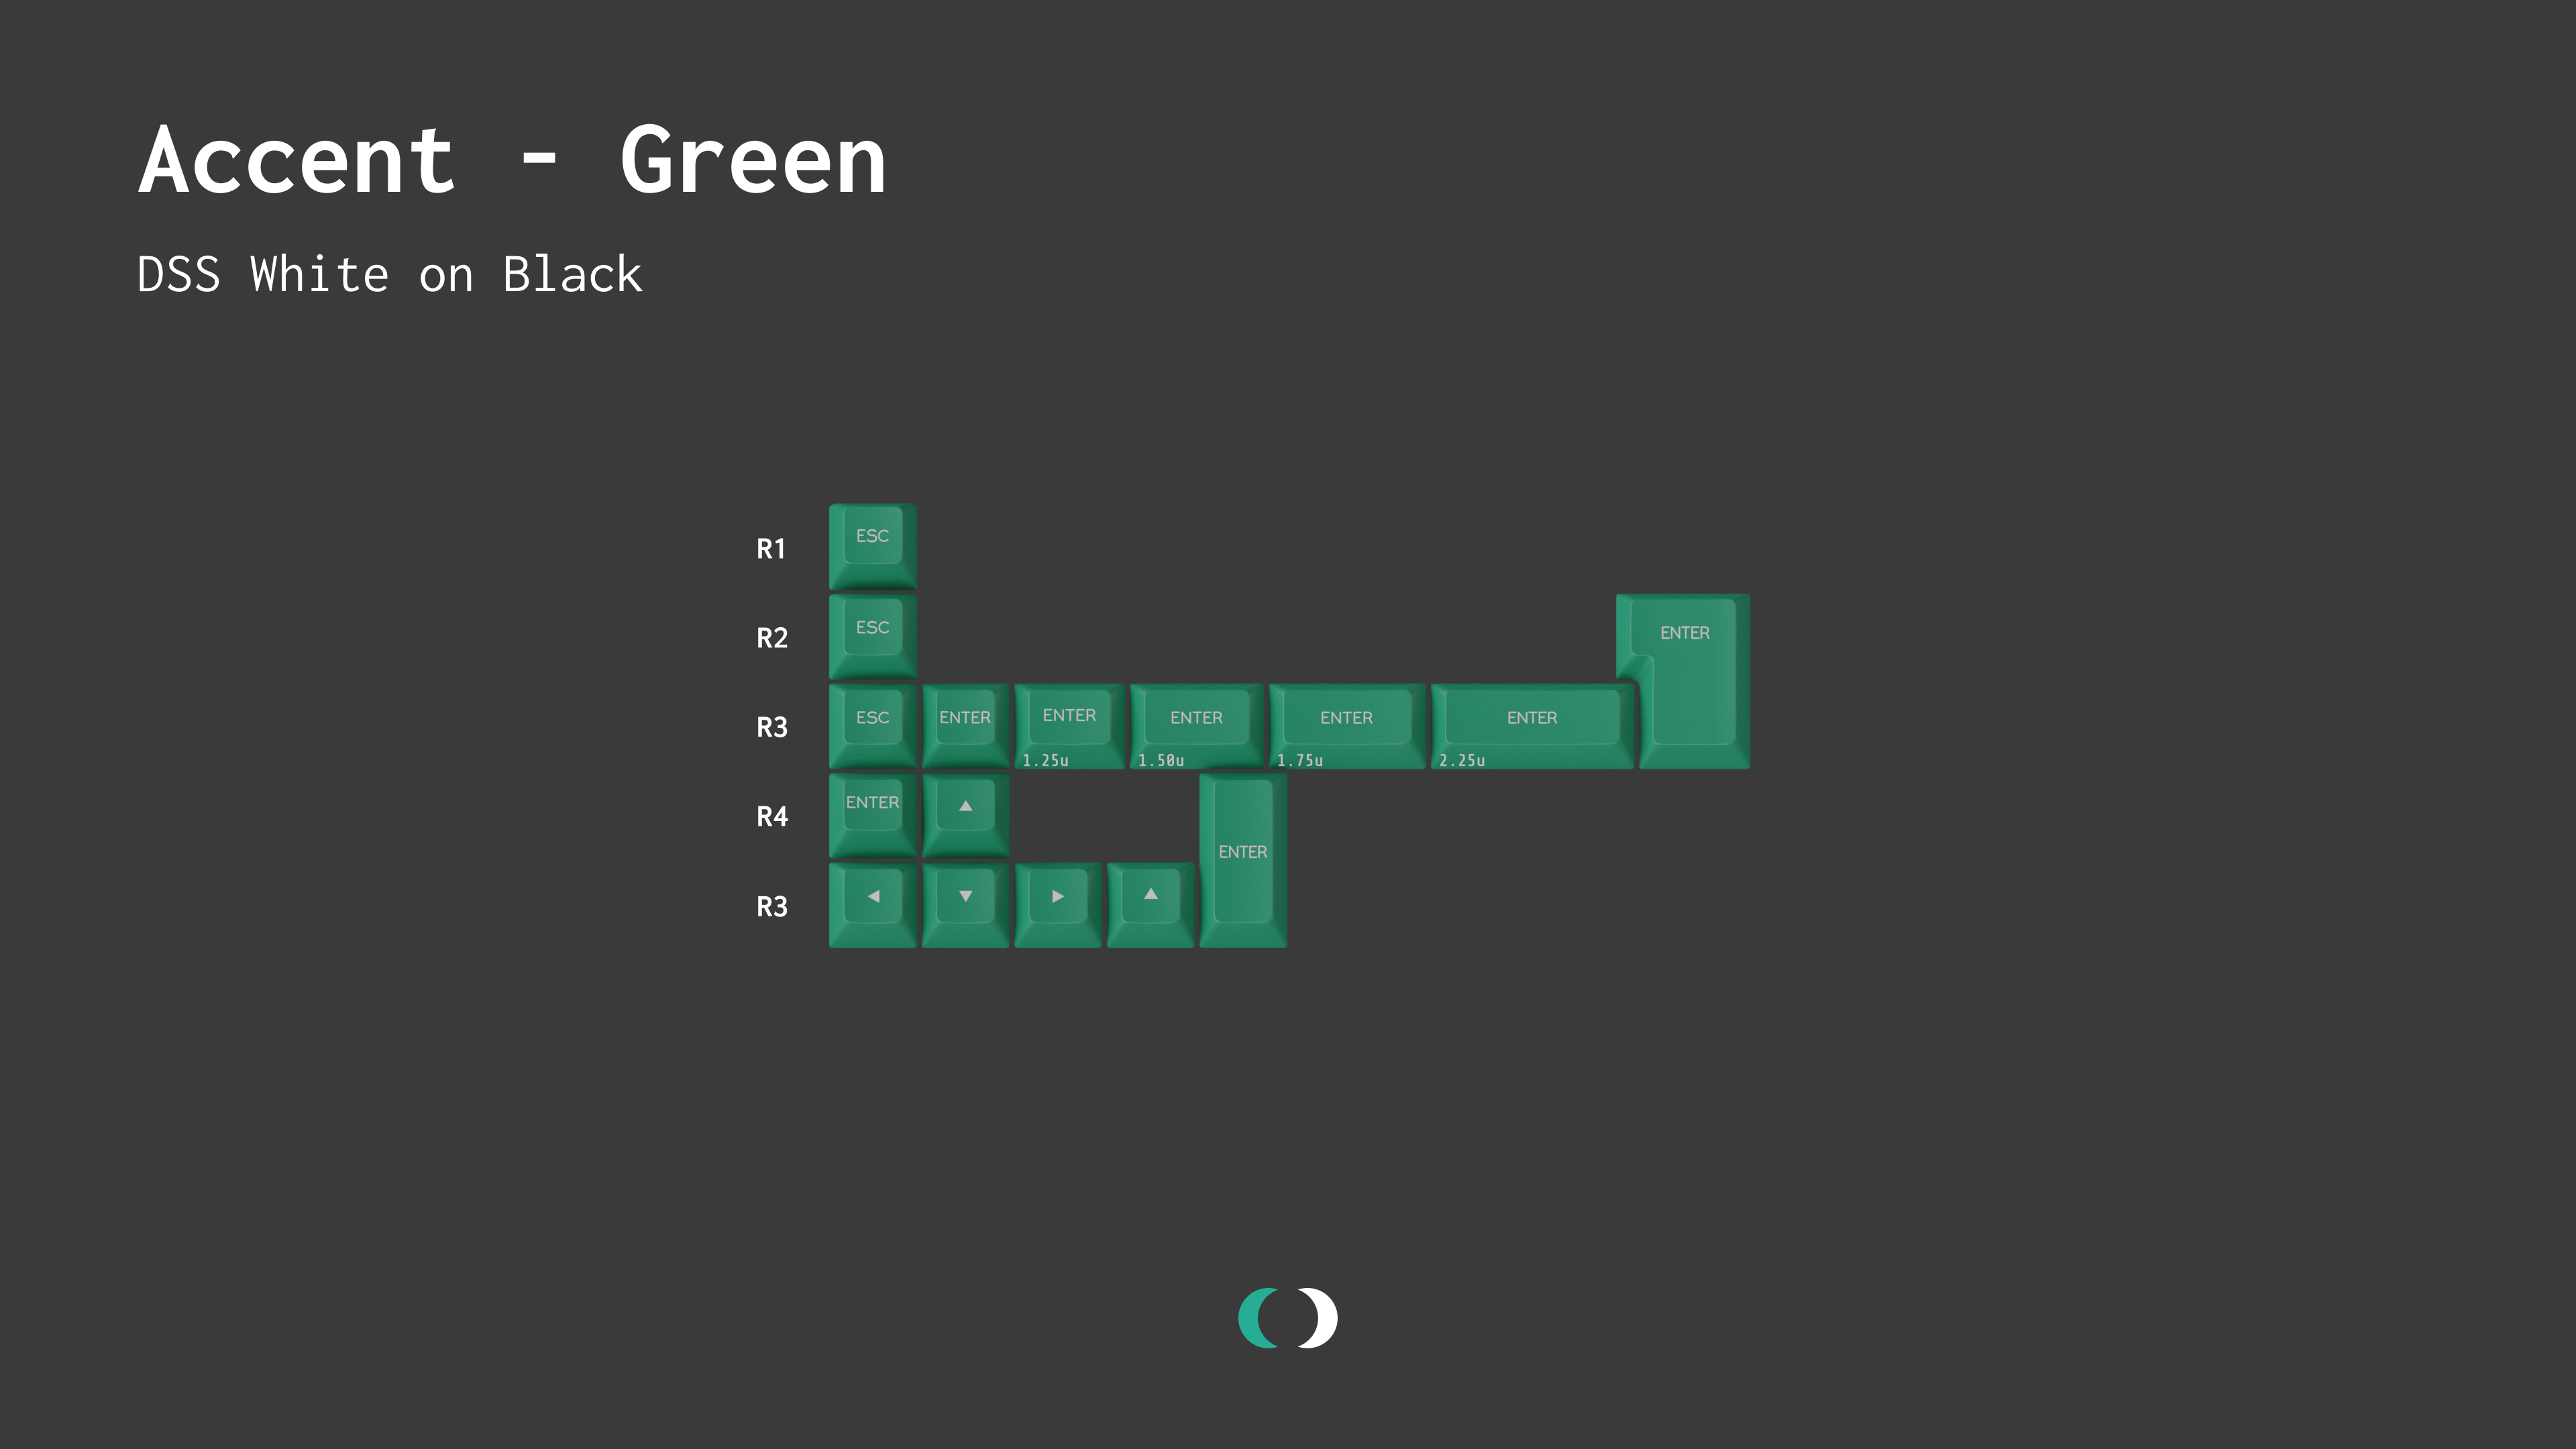 Accent - Green
DSS White on Black
R1 ESC
R2 ESC ENTER
R3 ESC ENTER ENTER ENTER ENTER ENTER
1.25u 1.50u 1.75u 2.25u
R4 ENTER ▲
ENTER
R3 ◀ ▼ ▶ ▲